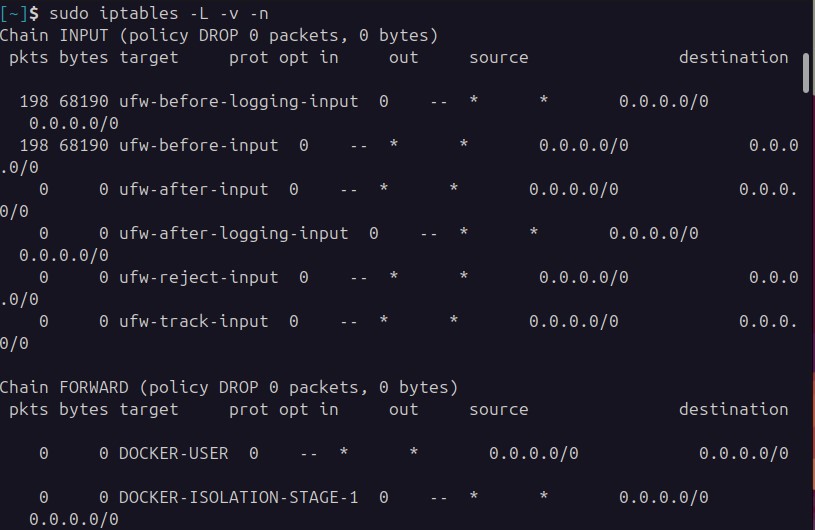 [~]$ sudo iptables -L -v -n
Chain INPUT (policy DROP 0 packets, 0 bytes)
 pkts bytes target     prot opt in     out     source               destination
  198 68190 ufw-before-logging-input  0    --  *      *       0.0.0.0/0
   0.0.0.0/0
  198 68190 ufw-before-input  0    --  *      *       0.0.0.0/0            0.0.0
.0/0
    0     0 ufw-after-input  0    --  *      *       0.0.0.0/0            0.0.0.
0/0
    0     0 ufw-after-logging-input  0    --  *      *       0.0.0.0/0
  0.0.0.0/0
    0     0 ufw-reject-input  0    --  *      *       0.0.0.0/0            0.0.0
.0/0
    0     0 ufw-track-input  0    --  *      *       0.0.0.0/0            0.0.0.
0/0
Chain FORWARD (policy DROP 0 packets, 0 bytes)
 pkts bytes target     prot opt in     out     source               destination
    0     0 DOCKER-USER  0    --  *      *       0.0.0.0/0            0.0.0.0/0
    0     0 DOCKER-ISOLATION-STAGE-1  0    --  *      *       0.0.0.0/0
   0.0.0.0/0